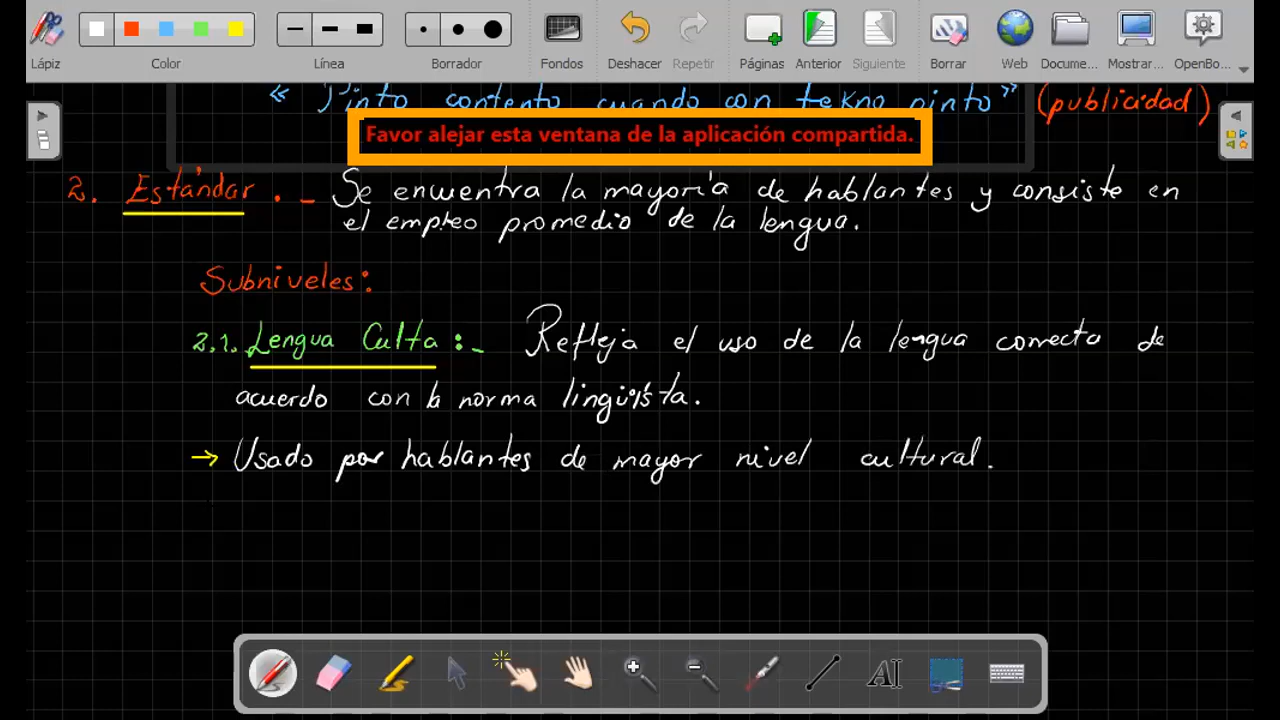 Lápiz Color Línea Borrador Fondos Deshacer Repetir Páginas Anterior Siguiente Borrar Web Docume... Mostrar... OpenBo...
« Pinto contento cuando con tekno pinto” (publicidad)
Favor alejar esta ventana de la aplicación compartida.
2. Estándar . - Se encuentra la mayoría de hablantes y consiste en
el empleo promedio de la lengua.
Subniveles:
2.1. Lengua Culta :- Refleja el uso de la lengua correcta de
acuerdo con la norma lingüísta.
→ Usado por hablantes de mayor nivel cultural.